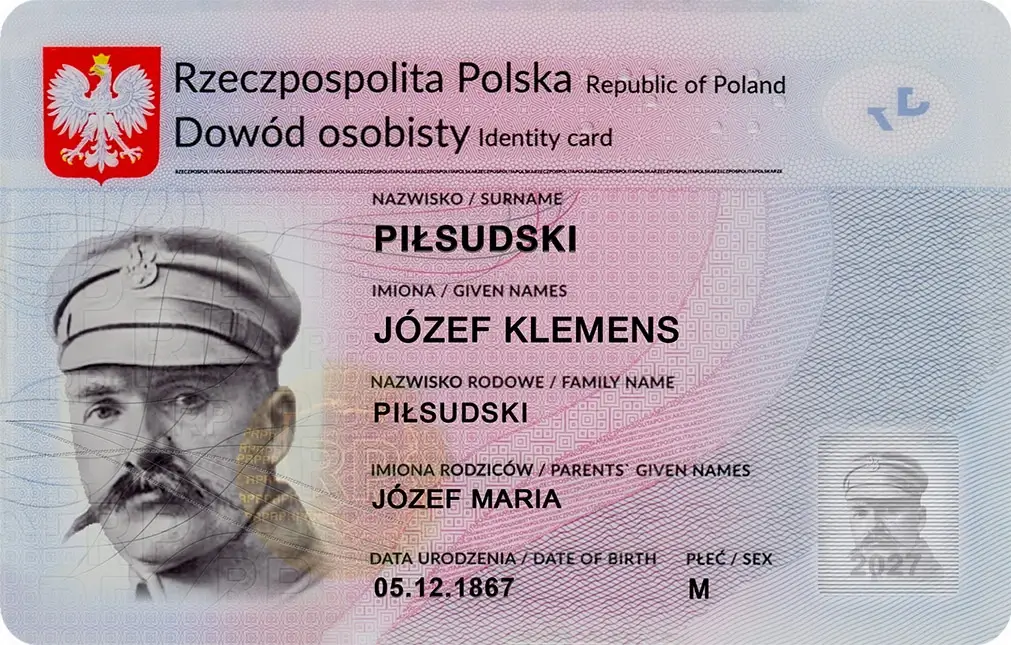 Rzeczpospolita Polska Republic of Poland
Dowód osobisty Identity card
NAZWISKO / SURNAME
PIŁSUDSKI
IMIONA / GIVEN NAMES
JÓZEF KLEMENS
NAZWISKO RODOWE / FAMILY NAME
PIŁSUDSKI
IMIONA RODZICÓW / PARENTS` GIVEN NAMES
JÓZEF MARIA
DATA URODZENIA / DATE OF BIRTH PŁEĆ / SEX
05.12.1867 M
2027